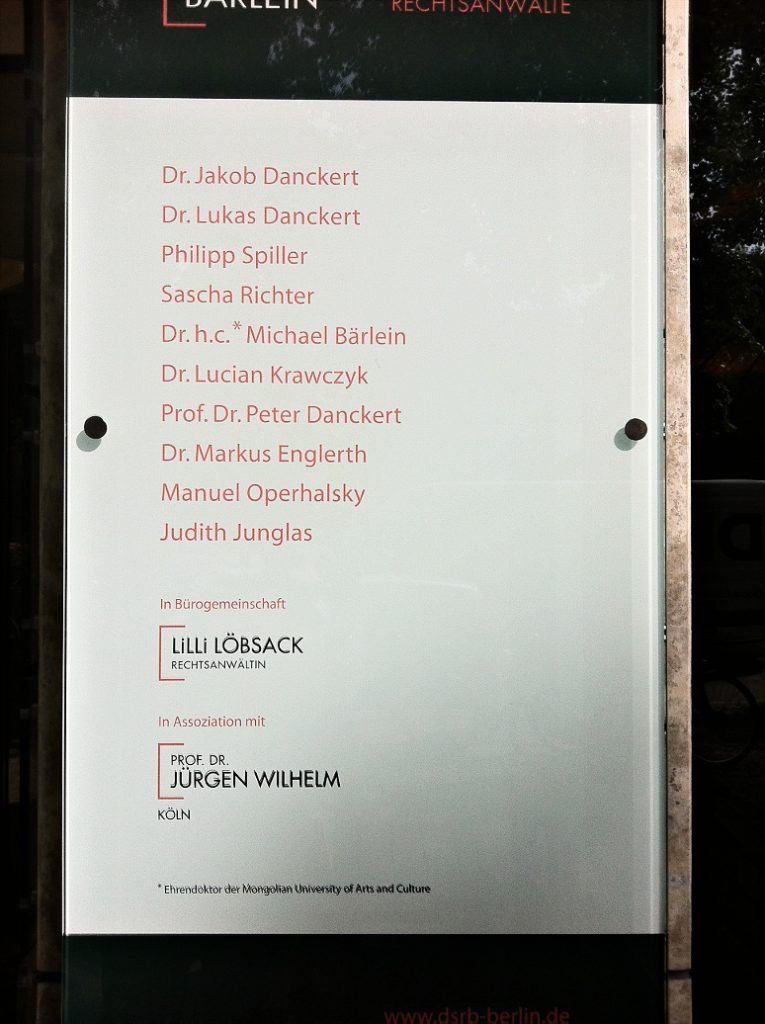 BÄRLEIN
RECHTSANWÄLTE
Dr. Jakob Danckert
Dr. Lukas Danckert
Philipp Spiller
Sascha Richter
Dr. h.c.* Michael Bärlein
Dr. Lucian Krawczyk
Prof. Dr. Peter Danckert
Dr. Markus Englerth
Manuel Operhalsky
Judith Junglas
In Bürogemeinschaft
LiLLi LÖBSACK
RECHTSANWÄLTIN
In Assoziation mit
PROF. DR.
JÜRGEN WILHELM
KÖLN
* Ehrendoktor der Mongolian University of Arts and Culture
www.dsrb-berlin.de